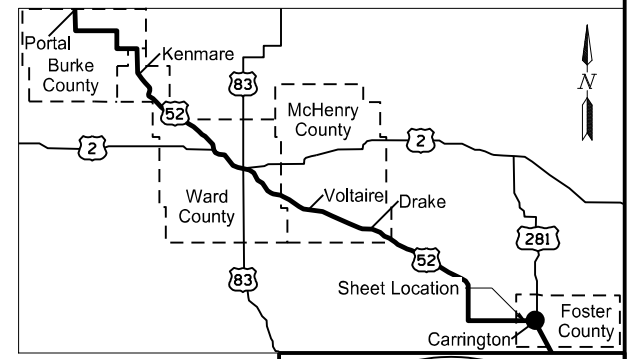 Portal
Burke
County
Kenmare
83
52
McHenry
County
2
2
Ward
County
Voltaire
Drake
281
52
83
Sheet Location
Foster
County
Carrington
N